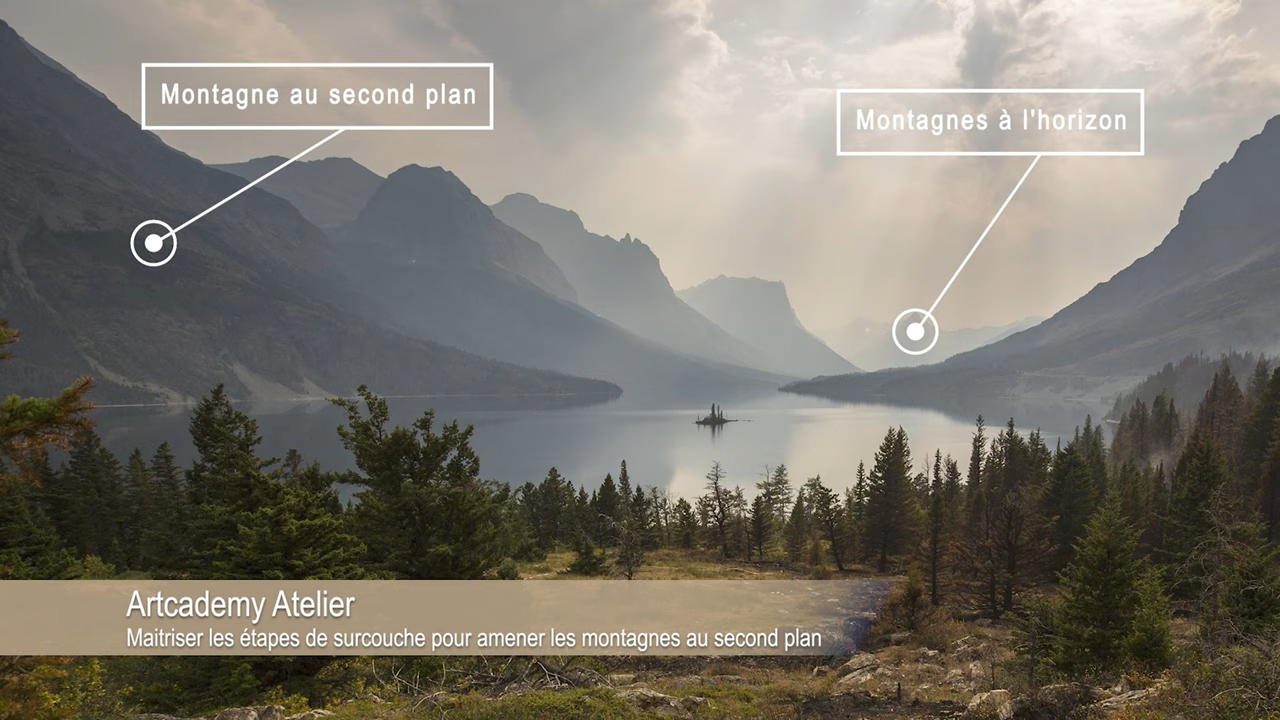 Montagne au second plan
Montagnes à l'horizon
Artcademy Atelier
Maitriser les étapes de surcouche pour amener les montagnes au second plan